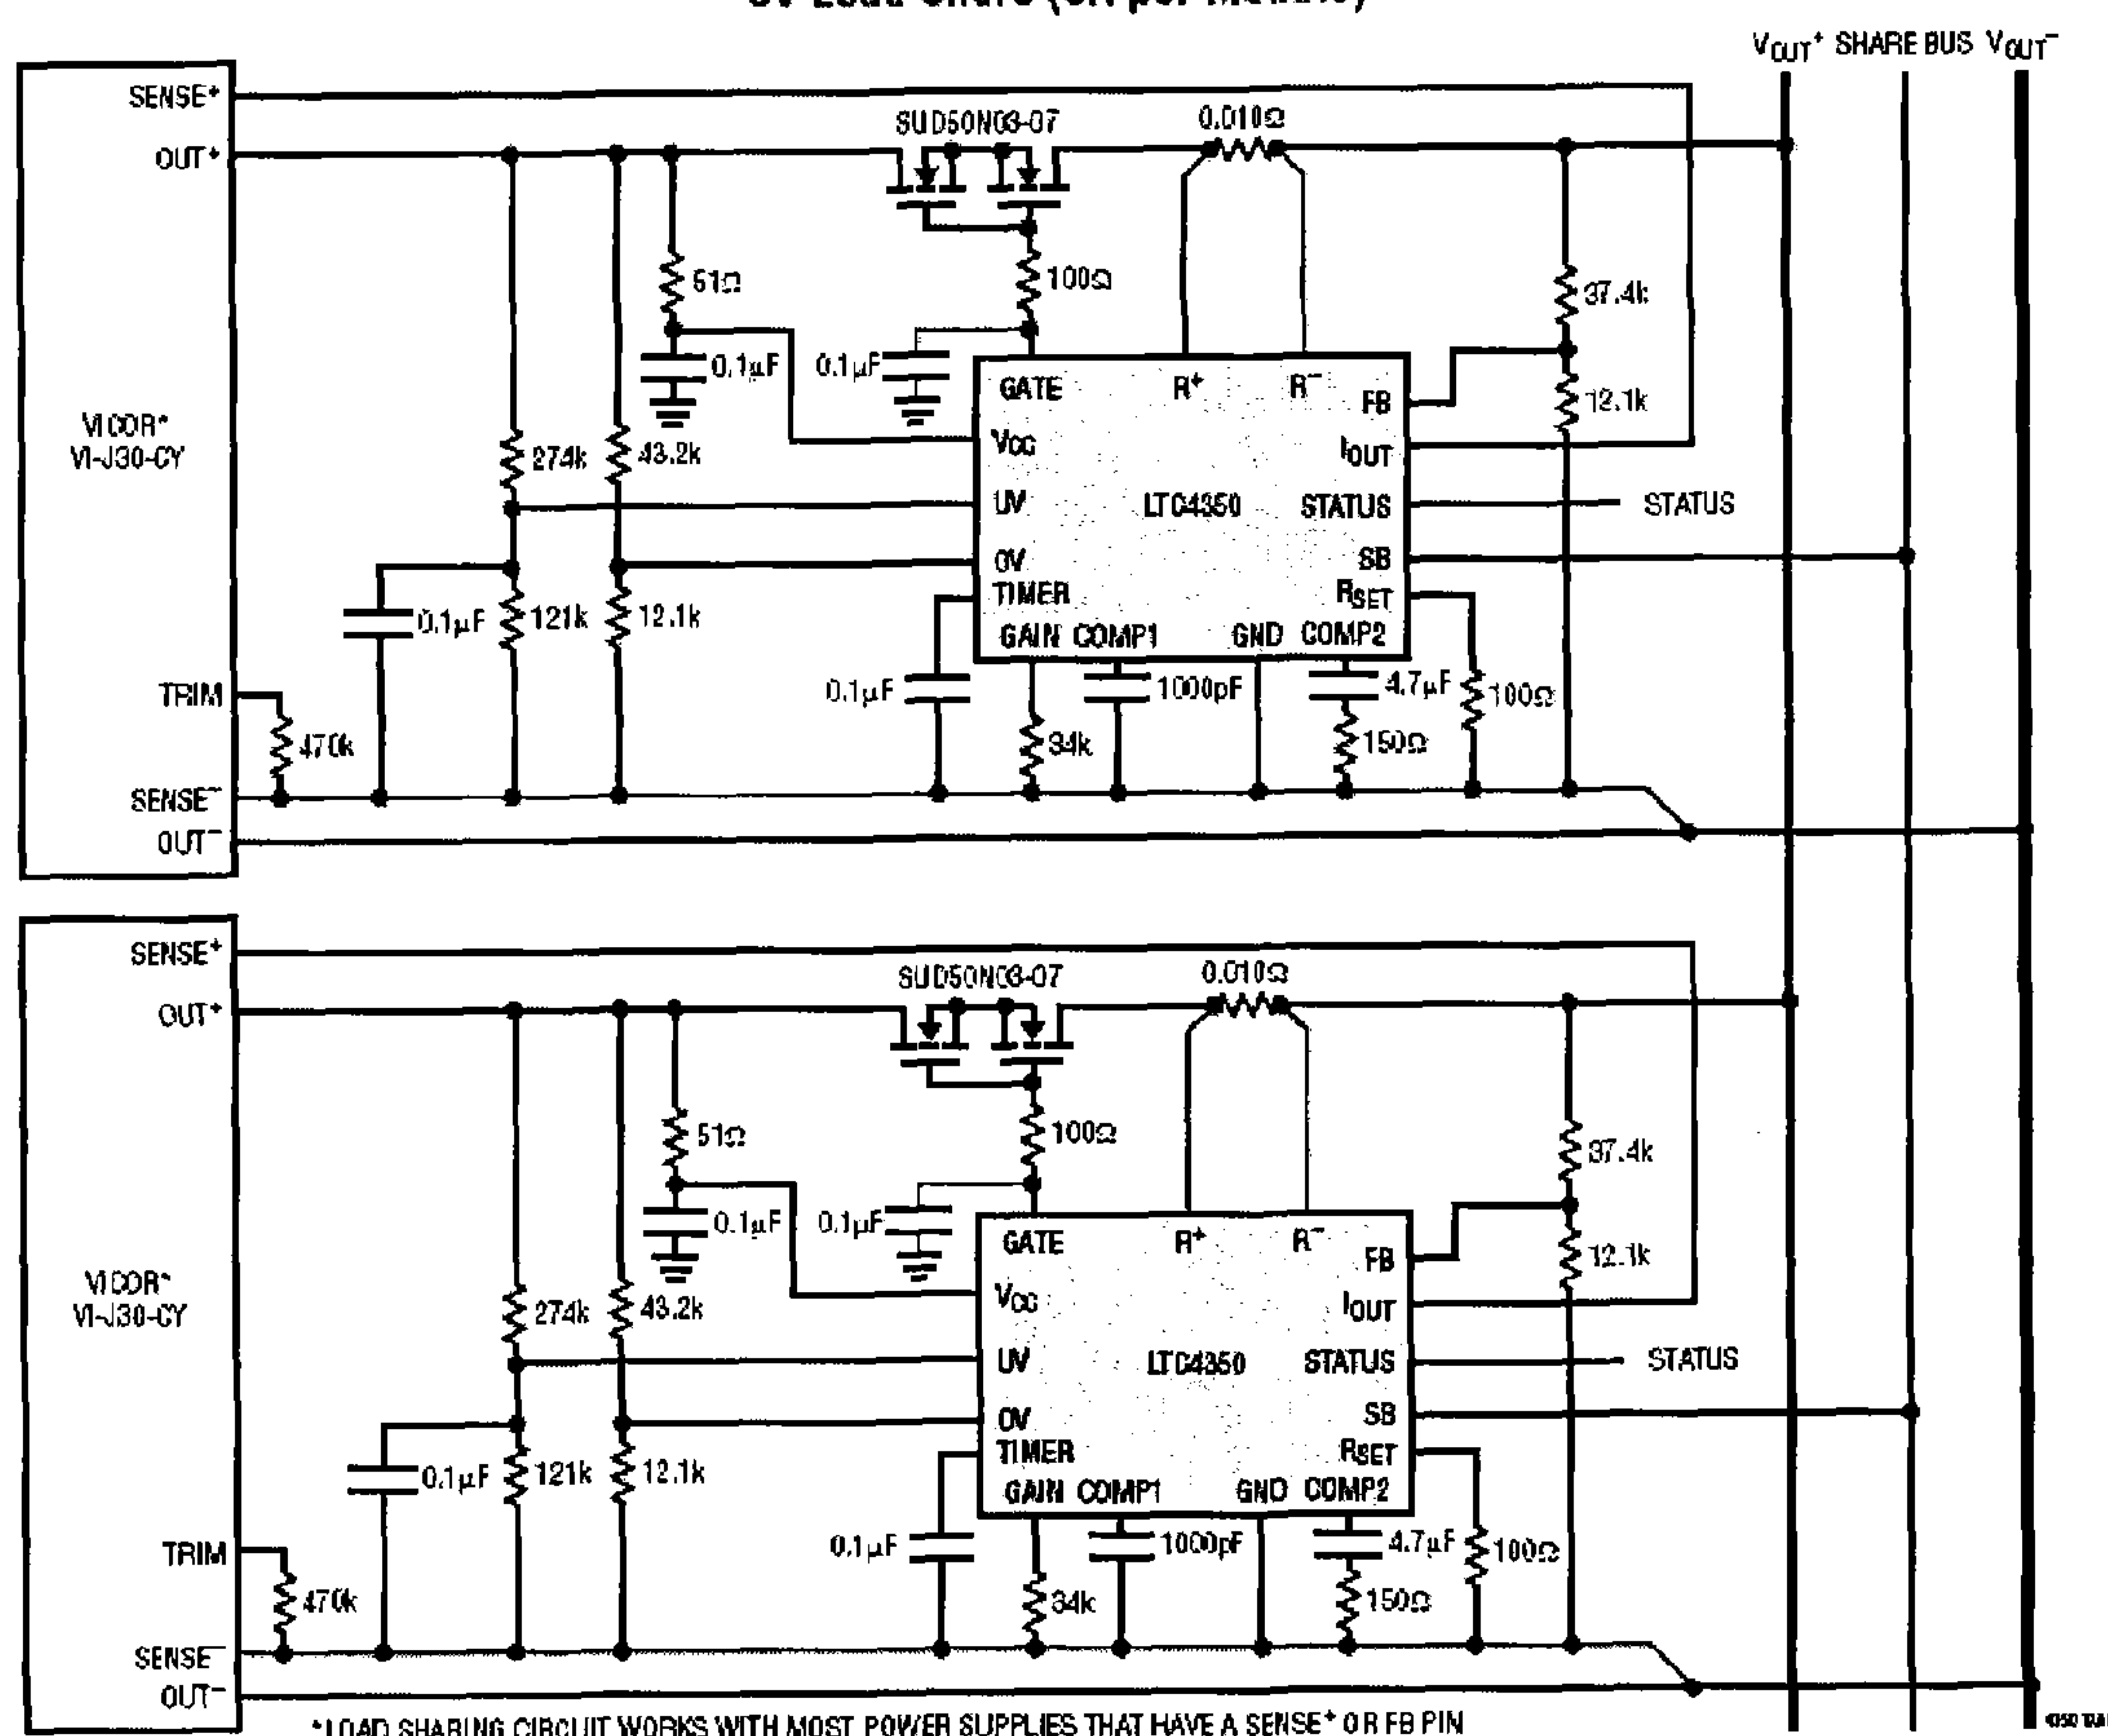 VOUT+ SHARE BUS VOUT−
SENSE+
OUT+
SUD50N03-07
0.010Ω
51Ω
100Ω
37.4k
0.1µF
0.1µF
12.1k
GATE
R+
R−
FB
VICOR*
VI-J30-CY
274k
43.2k
VCC
IOUT
UV
LTC4350
STATUS
STATUS
OV
SB
TIMER
RSET
0.1µF
121k
12.1k
GAIN COMP1
GND COMP2
TRIM
0.1µF
1000pF
4.7µF
100Ω
470k
34k
150Ω
SENSE−
OUT−
SENSE+
OUT+
SUD50N03-07
0.010Ω
51Ω
100Ω
37.4k
0.1µF
0.1µF
12.1k
GATE
R+
R−
FB
VICOR*
VI-J30-CY
274k
43.2k
VCC
IOUT
UV
LTC4350
STATUS
STATUS
OV
SB
TIMER
RSET
0.1µF
121k
12.1k
GAIN COMP1
GND COMP2
TRIM
0.1µF
1000pF
4.7µF
100Ω
470k
34k
150Ω
SENSE−
OUT−
*LOAD SHARING CIRCUIT WORKS WITH MOST POWER SUPPLIES THAT HAVE A SENSE+ OR FB PIN